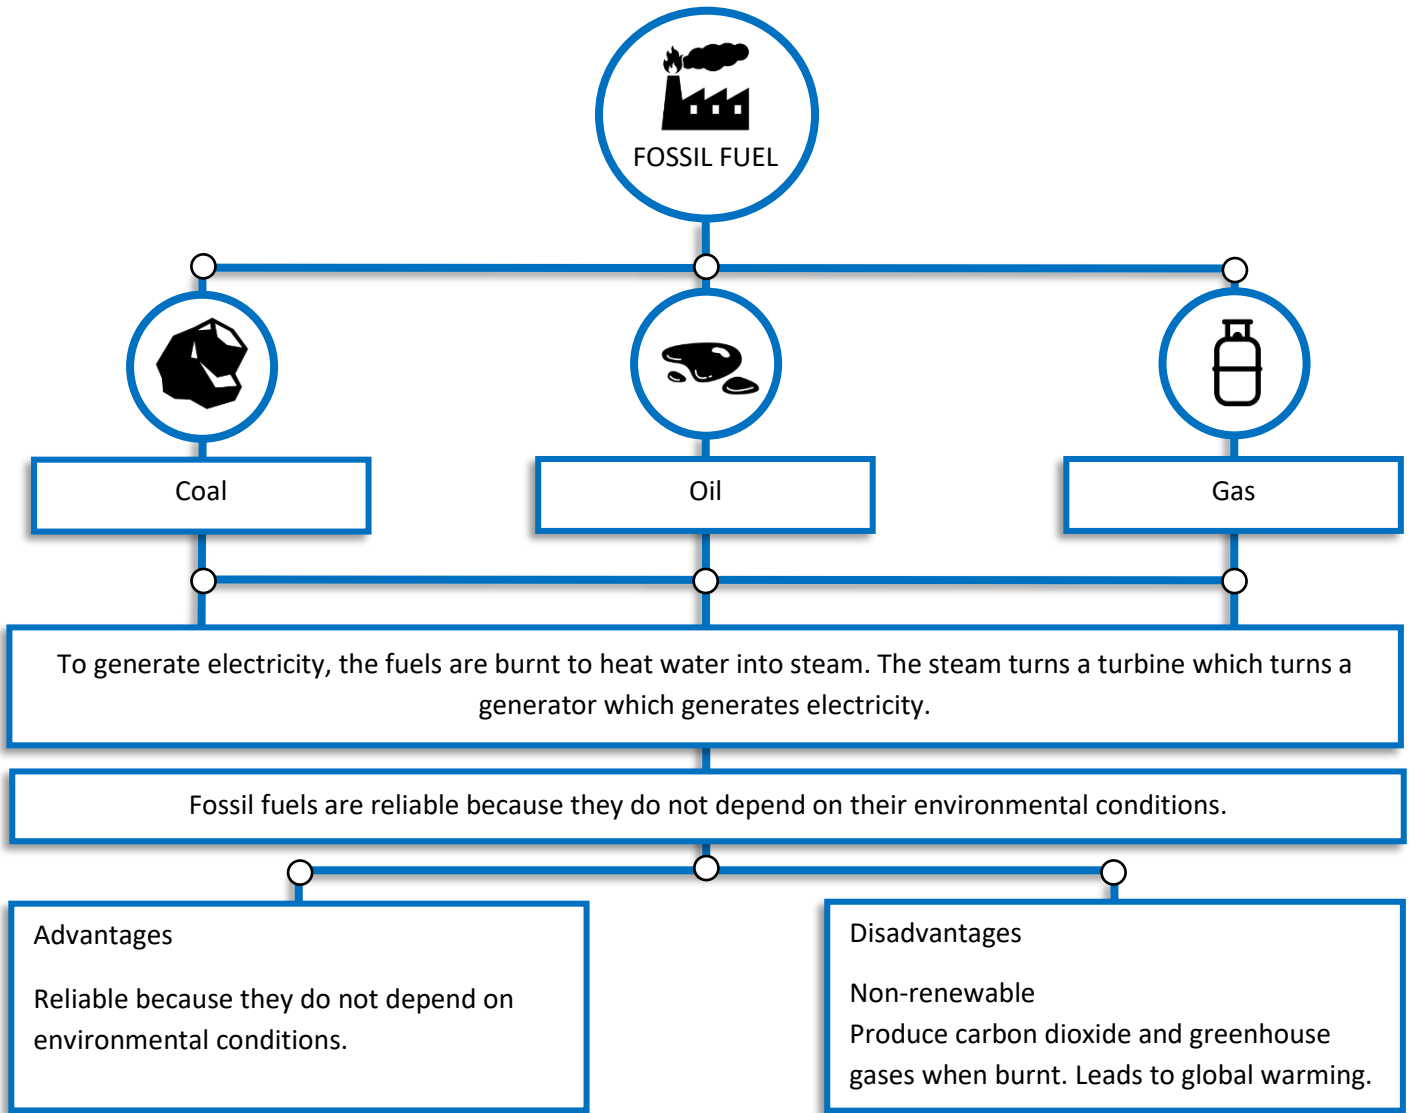 FOSSIL FUEL
Coal
Oil
Gas
To generate electricity, the fuels are burnt to heat water into steam. The steam turns a turbine which turns a
generator which generates electricity.
Fossil fuels are reliable because they do not depend on their environmental conditions.
Advantages
Reliable because they do not depend on
environmental conditions.
Disadvantages
Non-renewable
Produce carbon dioxide and greenhouse
gases when burnt. Leads to global warming.